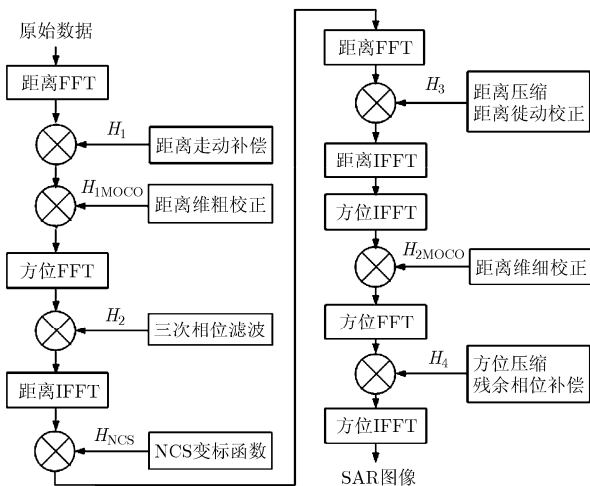 原始数据
距离FFT
H1
距离走动补偿
H1MOCO
距离维粗校正
方位FFT
H2
三次相位滤波
距离IFFT
HNCS
NCS变标函数
距离FFT
H3
距离压缩
距离徙动校正
距离IFFT
方位IFFT
H2MOCO
距离维细校正
方位FFT
H4
方位压缩
残余相位补偿
方位IFFT
SAR图像